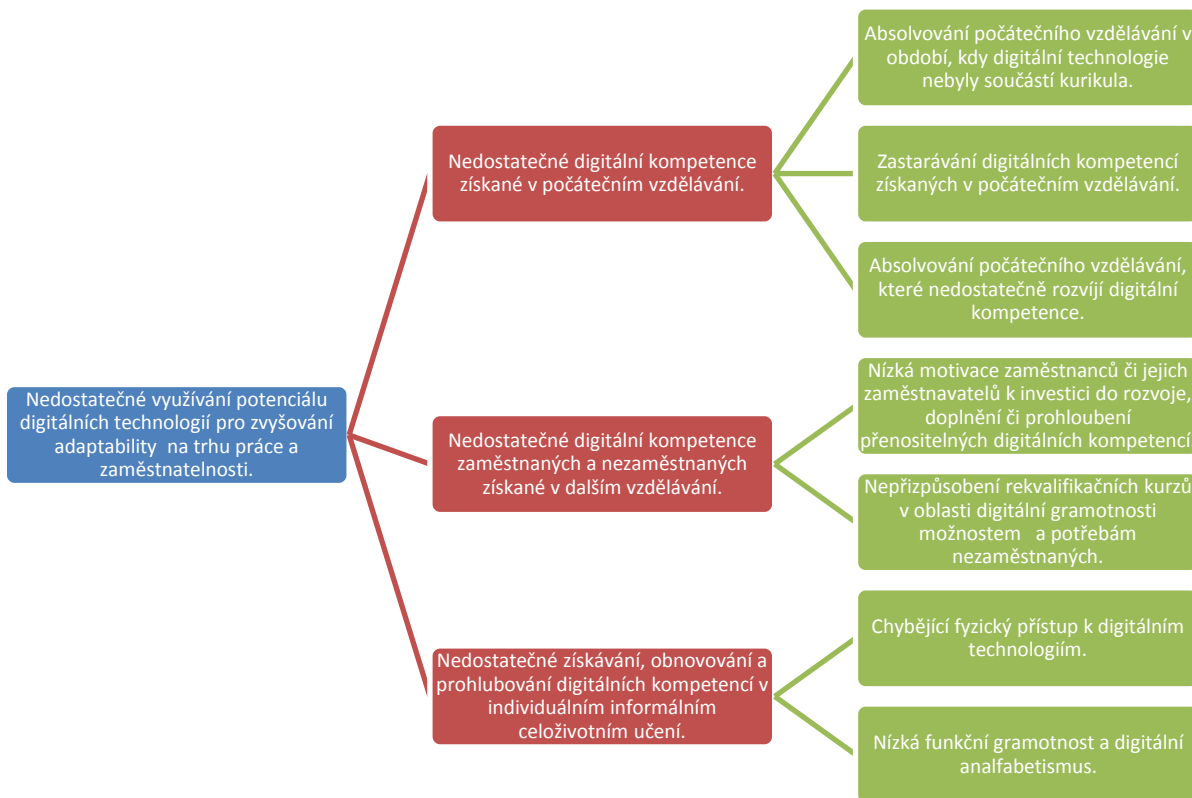 Nedostatečné využívání potenciálu
digitálních technologií pro zvyšování
adaptability na trhu práce a
zaměstnatelnosti.
Nedostatečné digitální kompetence
získané v počátečním vzdělávání.
Absolvování počátečního vzdělávání v
období, kdy digitální technologie
nebyly součástí kurikula.
Zastarávání digitálních kompetencí
získaných v počátečním vzdělávání.
Absolvování počátečního vzdělávání,
které nedostatečně rozvíjí digitální
kompetence.
Nedostatečné digitální kompetence
zaměstnaných a nezaměstnaných
získané v dalším vzdělávání.
Nízká motivace zaměstnanců či jejich
zaměstnavatelů k investici do rozvoje,
doplnění či prohloubení
přenositelných digitálních kompetencí.
Nepřizpůsobení rekvalifikačních kurzů
v oblasti digitální gramotnosti
možnostem a potřebám
nezaměstnaných.
Nedostatečné získávání, obnovování a
prohlubování digitálních kompetencí v
individuálním informálním
celoživotním učení.
Chybějící fyzický přístup k digitálním
technologiím.
Nízká funkční gramotnost a digitální
analfabetismus.